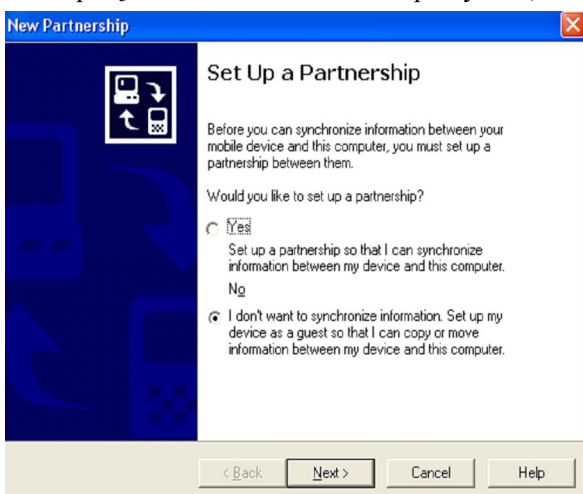 New Partnership
Set Up a Partnership
Before you can synchronize information between your
mobile device and this computer, you must set up a
partnership between them.
Would you like to set up a partnership?
Yes
Set up a partnership so that I can synchronize
information between my device and this computer.
No
I don't want to synchronize information. Set up my
device as a guest so that I can copy or move
information between my device and this computer.
< Back Next > Cancel Help